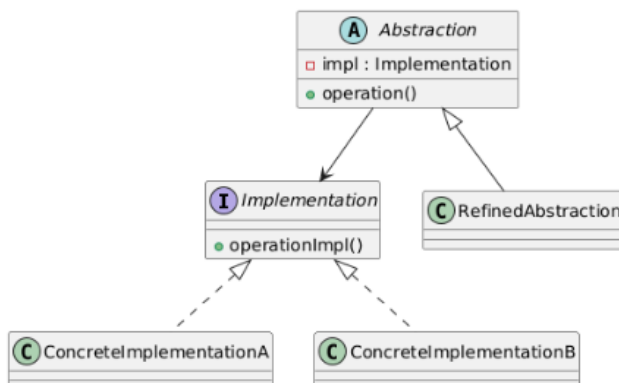 A Abstraction
impl : Implementation
operation()
I Implementation
C RefinedAbstraction
operationImpl()
C ConcreteImplementationA
C ConcreteImplementationB